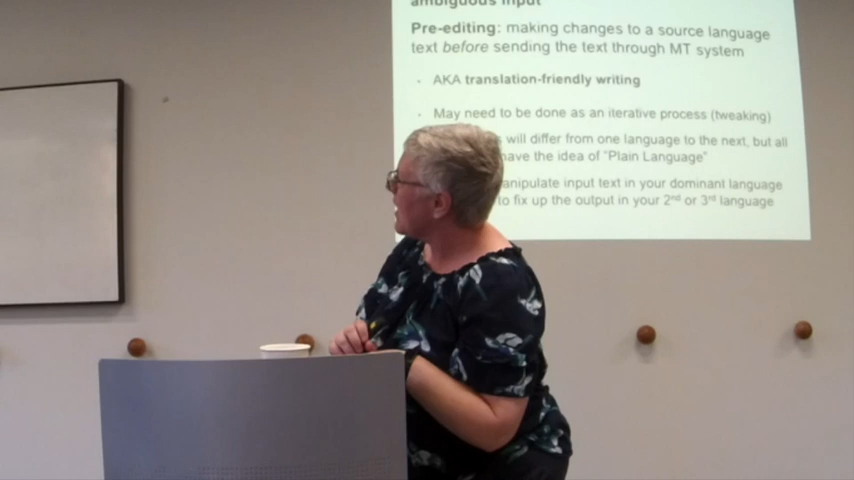 ambiguous input
Pre-editing: making changes to a source language
text before sending the text through MT system
- AKA translation-friendly writing
- May need to be done as an iterative process (tweaking)
will differ from one language to the next, but all
have the idea of "Plain Language"
manipulate input text in your dominant language
to fix up the output in your 2nd or 3rd language